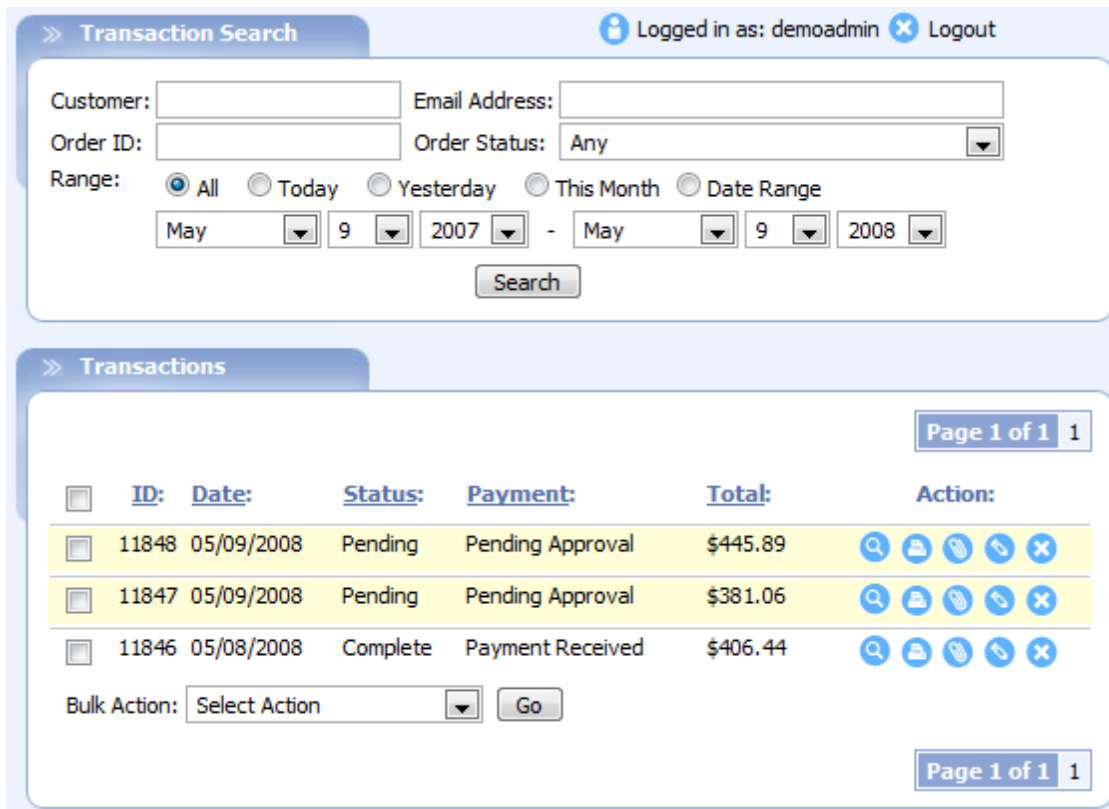 Transaction Search
Logged in as: demoadmin Logout
Customer: Email Address:
Order ID: Order Status: Any
Range: All Today Yesterday This Month Date Range
May 9 2007 - May 9 2008
Search
Transactions
Page 1 of 1 1
ID: Date: Status: Payment: Total: Action:
11848 05/09/2008 Pending Pending Approval $445.89
11847 05/09/2008 Pending Pending Approval $381.06
11846 05/08/2008 Complete Payment Received $406.44
Bulk Action: Select Action Go
Page 1 of 1 1